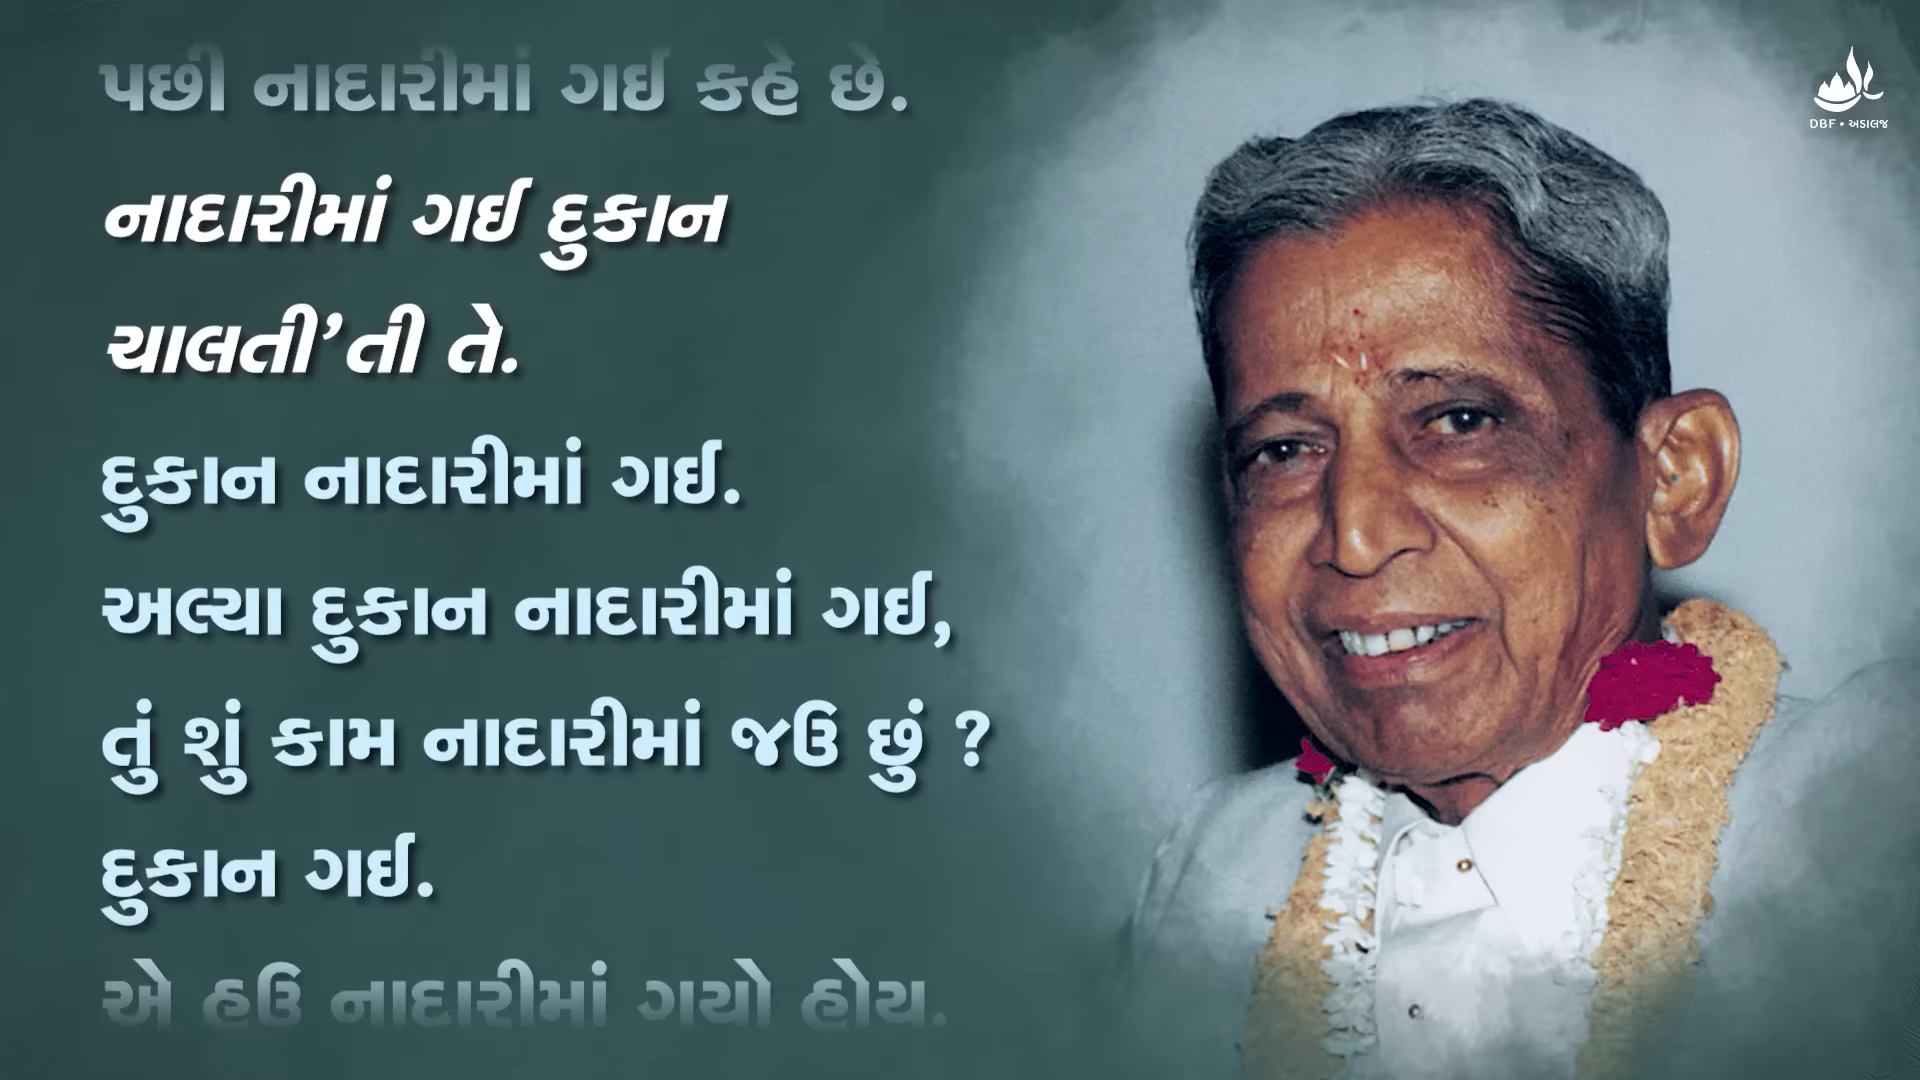 પછી નાદારીમાં ગઈ કહે છે.
નાદારીમાં ગઈ દુકાન
ચાલતી’તી તે.
દુકાન નાદારીમાં ગઈ.
અલ્યા દુકાન નાદારીમાં ગઈ,
તું શું કામ નાદારીમાં જઉ છું ?
દુકાન ગઈ.
એ હઉ નાદારીમાં ગયો હોય.
DBF • અડાલજ